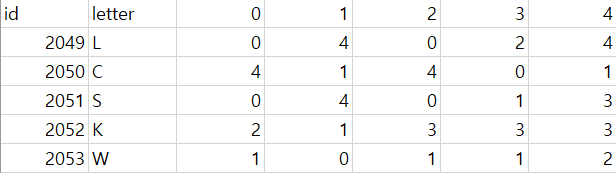 id letter 0 1 2 3 4
2049 L 0 4 0 2 4
2050 C 4 1 4 0 1
2051 S 0 4 0 1 3
2052 K 2 1 3 3 3
2053 W 1 0 1 1 2